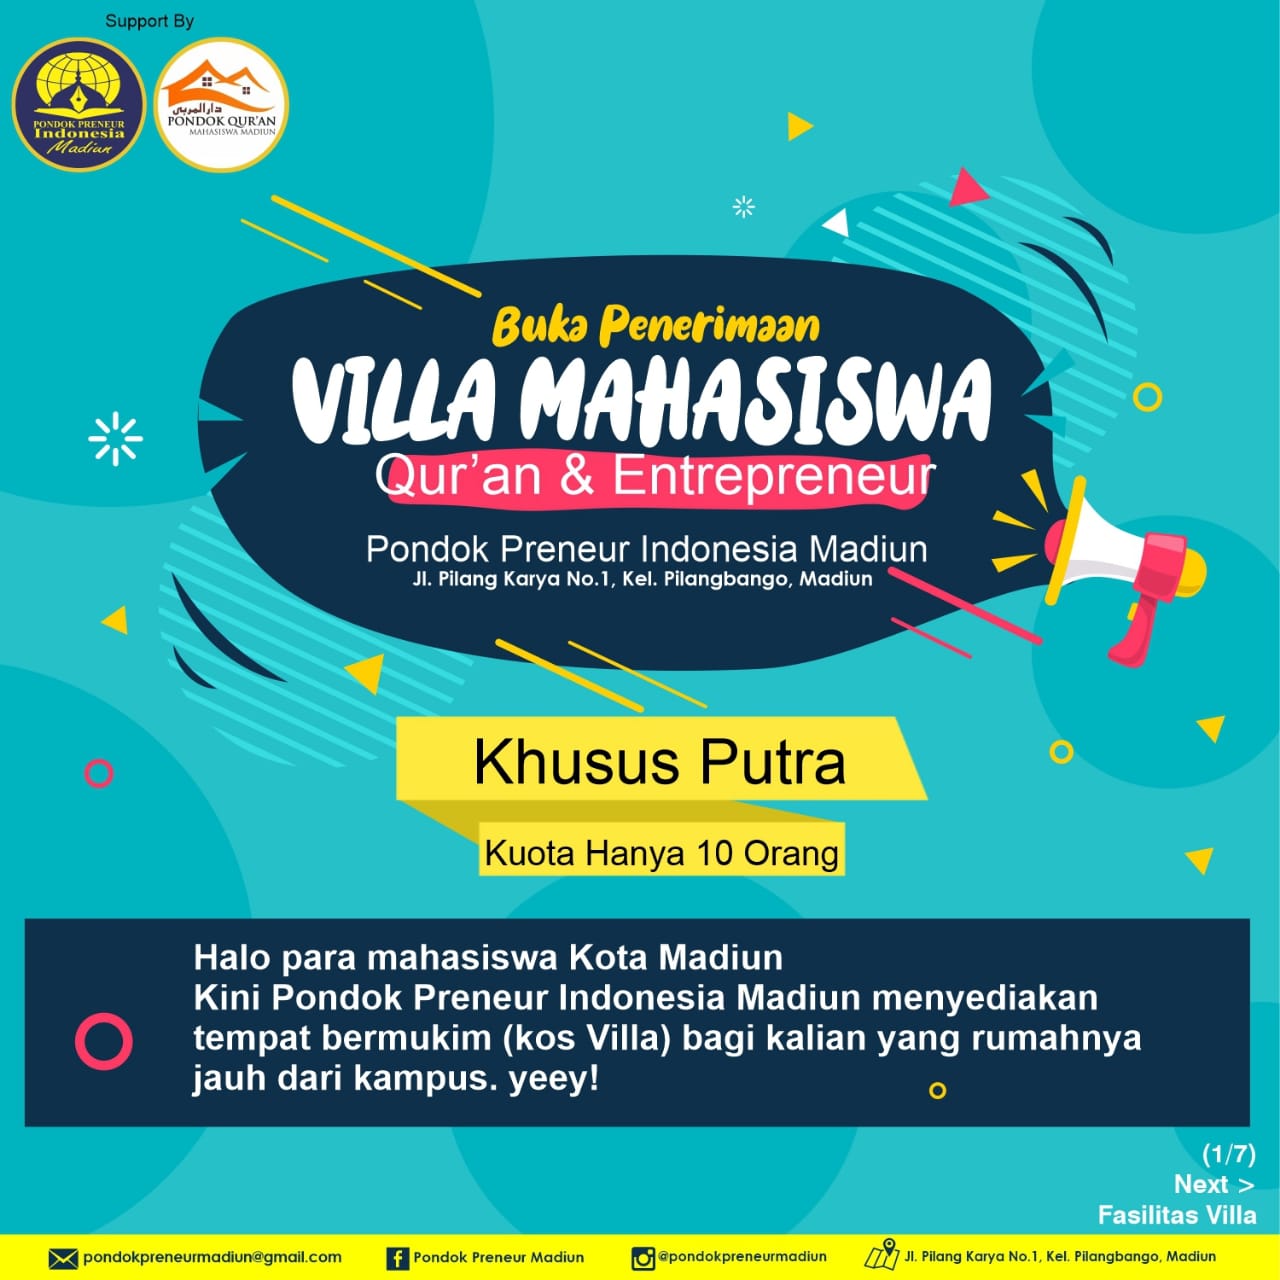 Support By
PONDOK PRENEUR
Indonesia
Madiun
دارالمربي
PONDOK QUR'AN
MAHASISWA MADIUN
Buka Penerimaan
VILLA MAHASISWA
Qur'an & Entrepreneur
Pondok Preneur Indonesia Madiun
Jl. Pilang Karya No.1, Kel. Pilangbango, Madiun
Khusus Putra
Kuota Hanya 10 Orang
Halo para mahasiswa Kota Madiun
Kini Pondok Preneur Indonesia Madiun menyediakan
tempat bermukim (kos Villa) bagi kalian yang rumahnya
jauh dari kampus. yeey!
(1/7)
Next >
Fasilitas Villa
pondokpreneurmadiun@gmail.com
Pondok Preneur Madiun
@pondokpreneurmadiun
Jl. Pilang Karya No.1, Kel. Pilangbango, Madiun